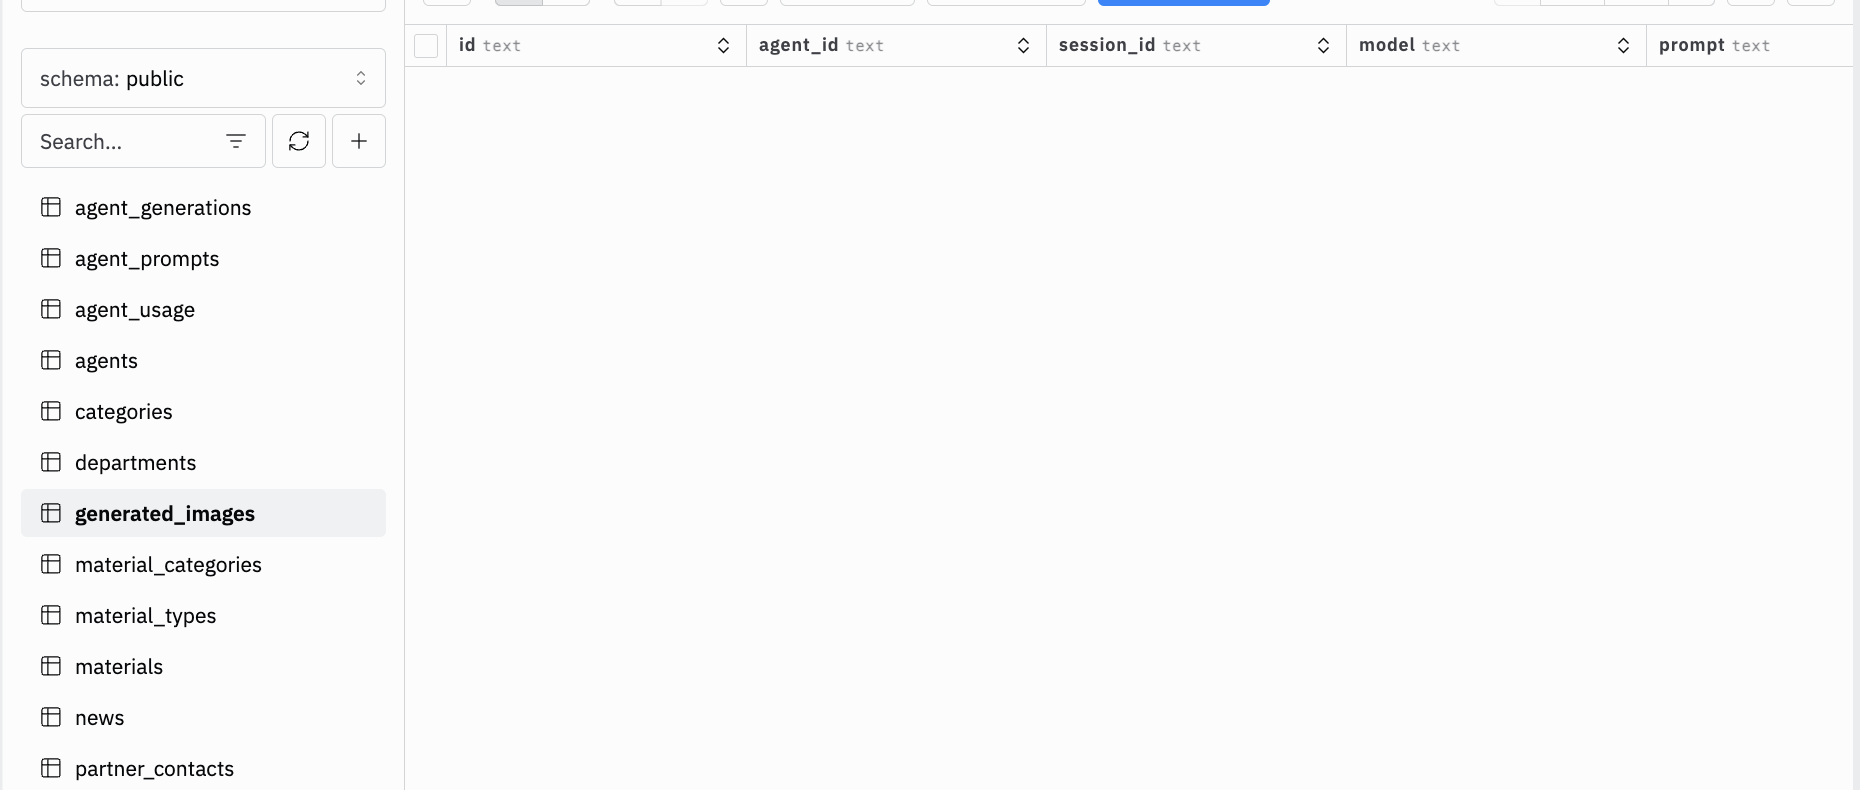 schema: public
Search...
agent_generations
agent_prompts
agent_usage
agents
categories
departments
generated_images
material_categories
material_types
materials
news
partner_contacts
id text
agent_id text
session_id text
model text
prompt text